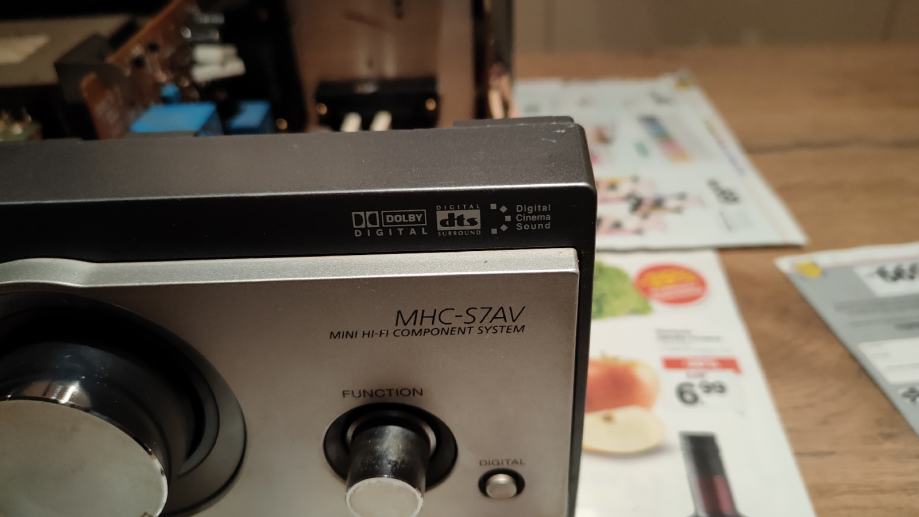 DOLBY
DIGITAL
DIGITAL
dts
SURROUND
Digital
Cinema
Sound
MHC-S7AV
MINI HI-FI COMPONENT SYSTEM
FUNCTION
DIGITAL
6.99